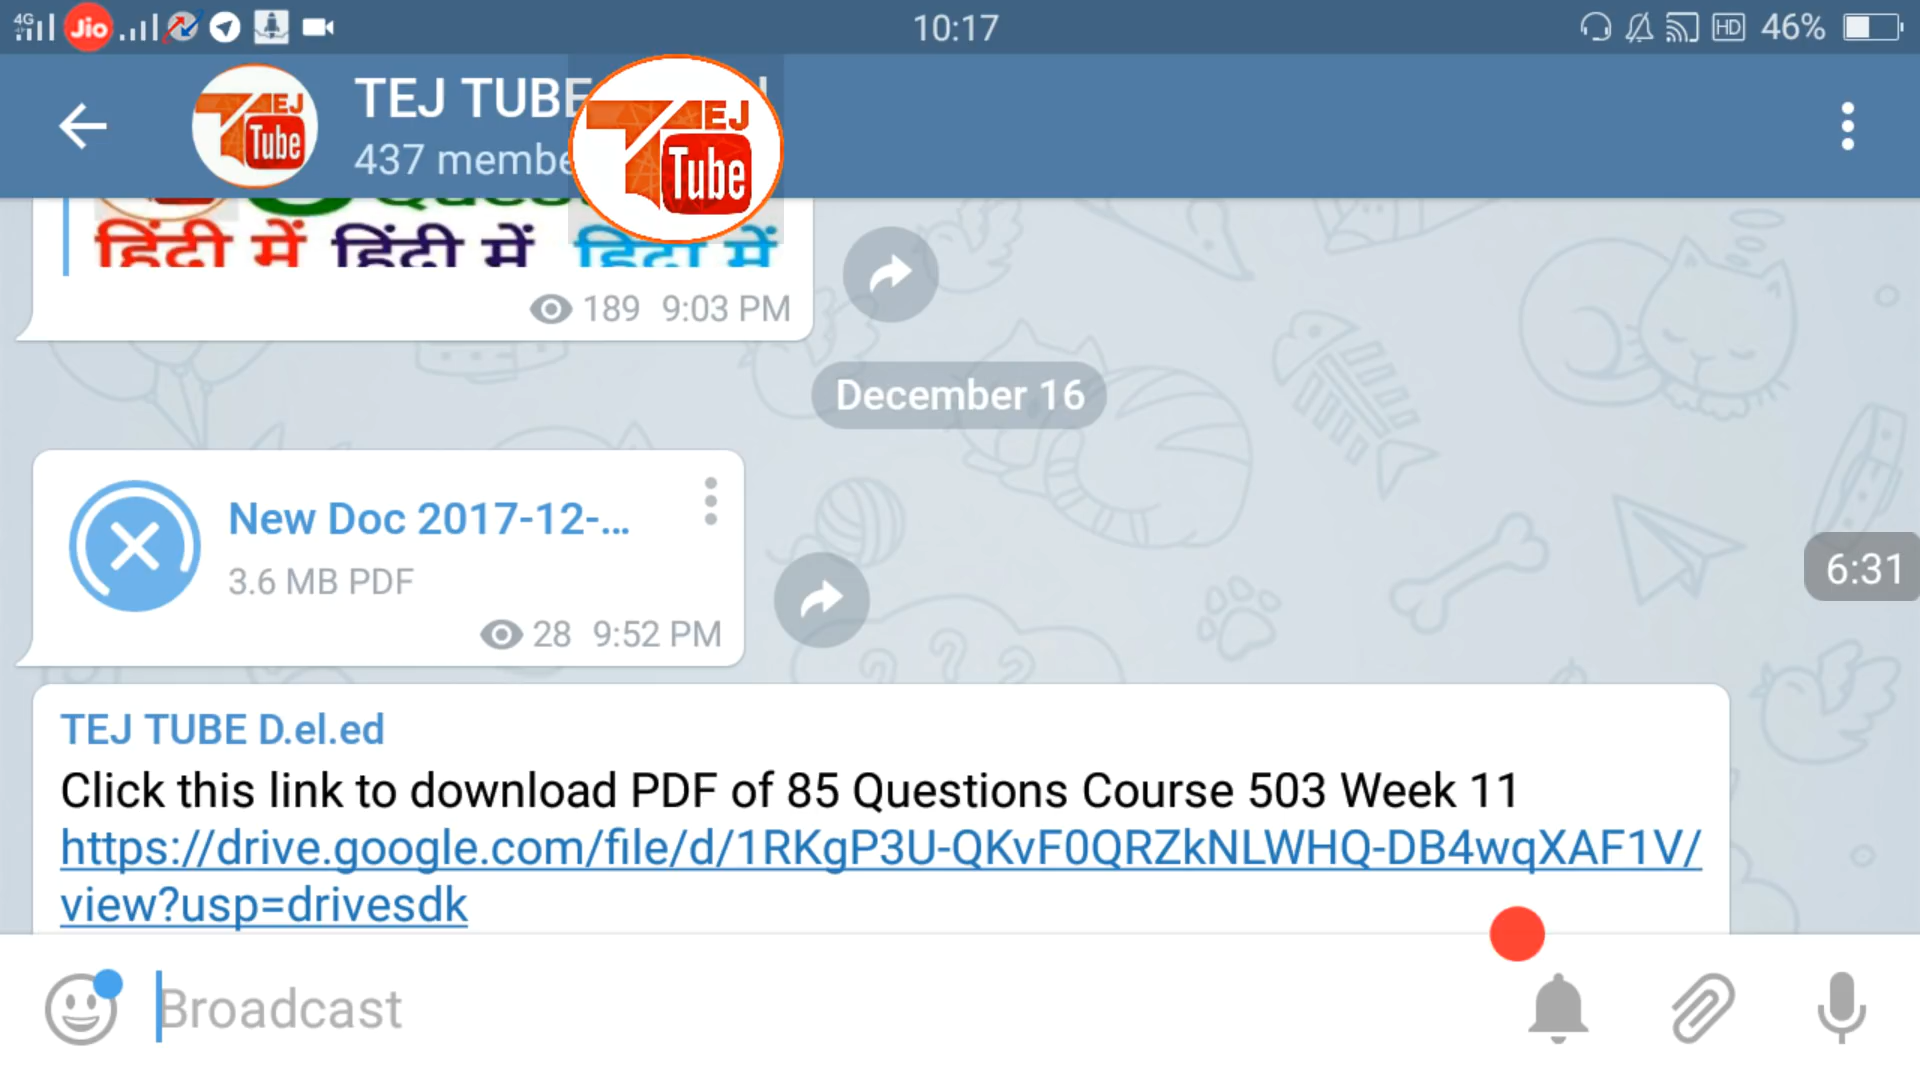 4G Jio 10:17 HD 46%
TEJ TUBE
437 membe
EJ Tube
EJ Tube
हिंदी में हिंदी में हिंदी में
189 9:03 PM
December 16
New Doc 2017-12-...
3.6 MB PDF
28 9:52 PM
6:31
TEJ TUBE D.el.ed
Click this link to download PDF of 85 Questions Course 503 Week 11
https://drive.google.com/file/d/1RKgP3U-QKvF0QRZkNLWHQ-DB4wqXAF1V/
view?usp=drivesdk
Broadcast